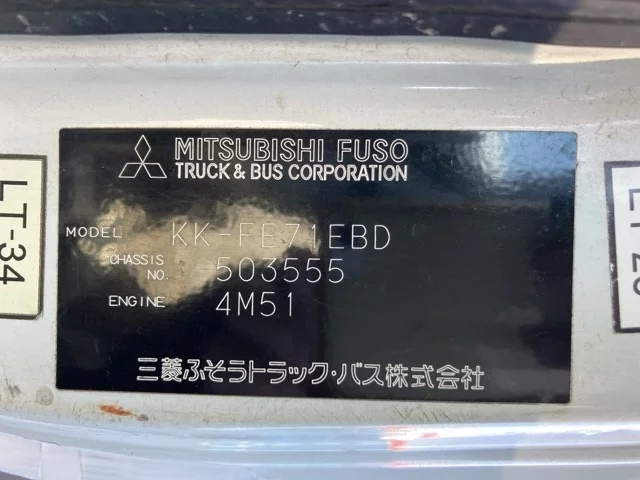 MITSUBISHI FUSO
TRUCK & BUS CORPORATION
MODEL KK-FE71EBD
CHASSIS NO. 503555
ENGINE 4M51
三菱ふそうトラック・バス株式会社
LT-34